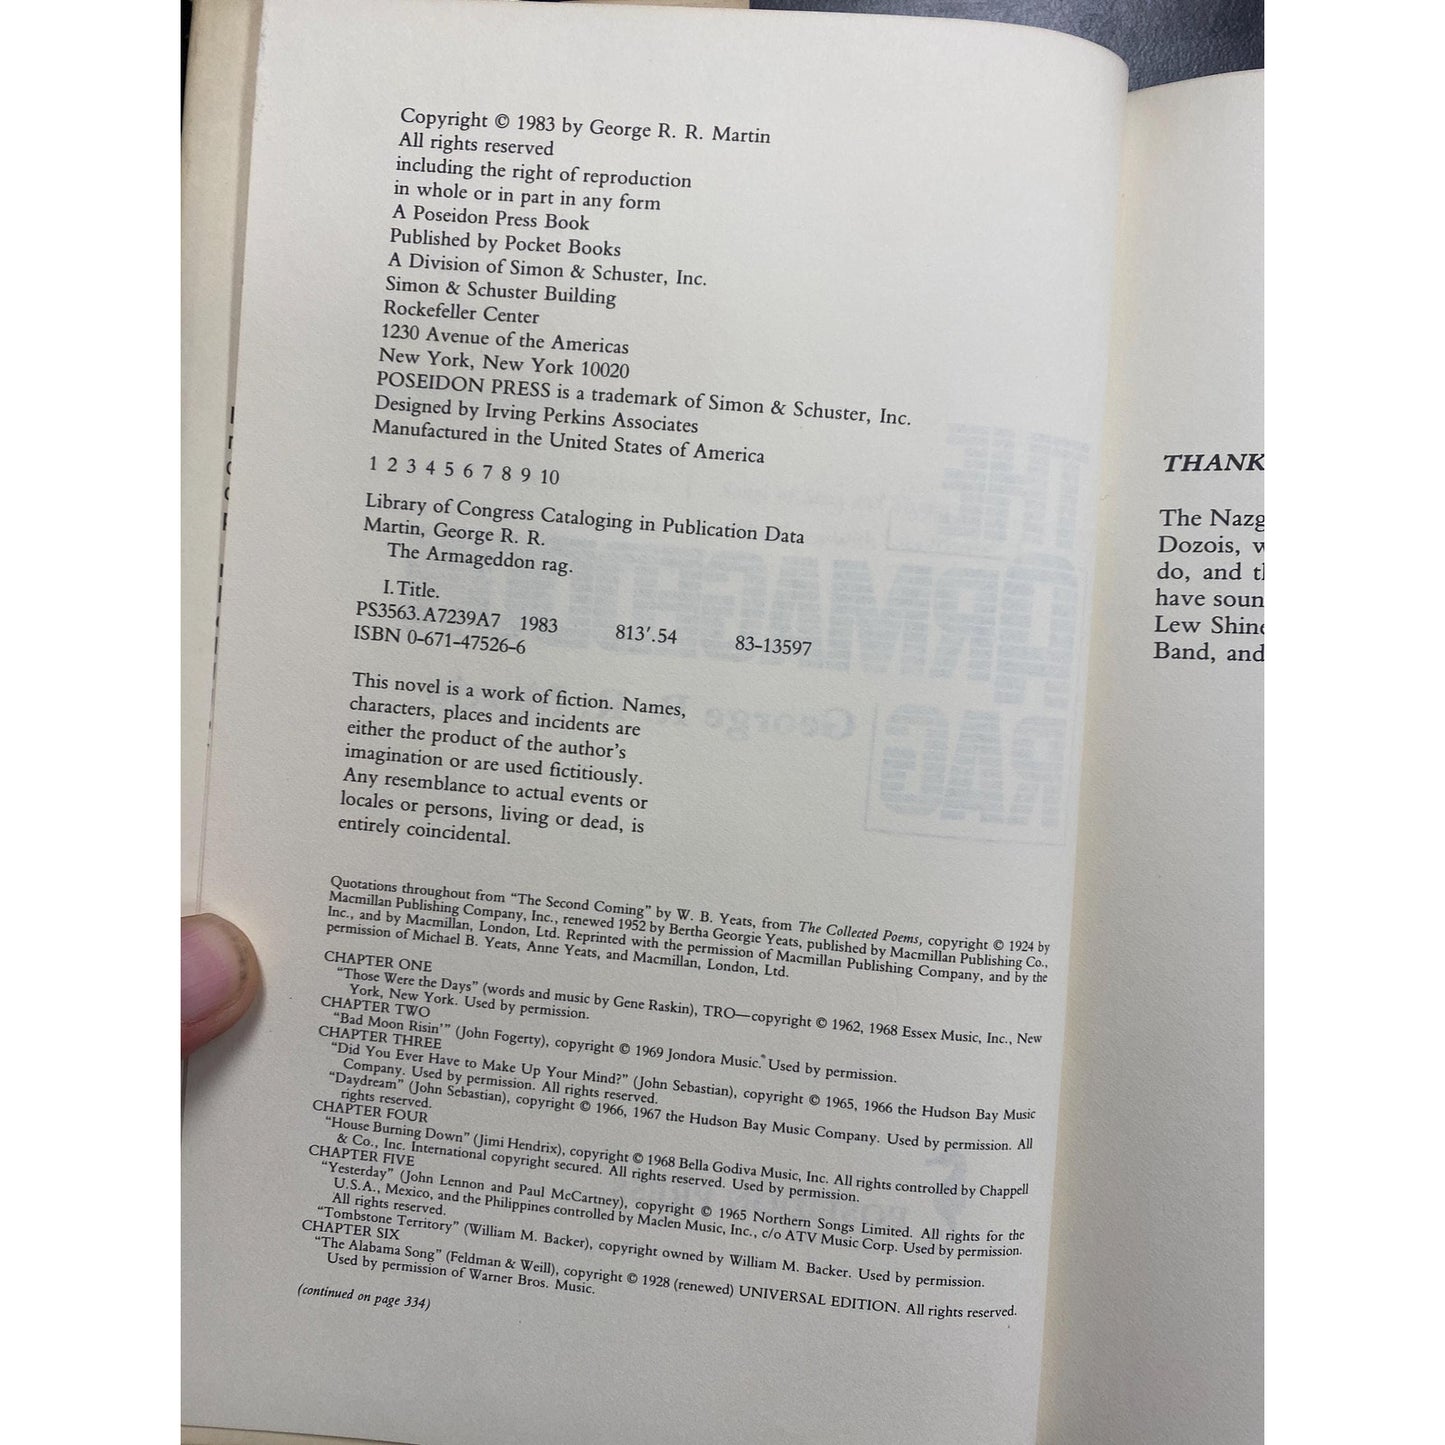 Copyright © 1983 by George R. R. Martin
All rights reserved
including the right of reproduction
in whole or in part in any form
A Poseidon Press Book
Published by Pocket Books
A Division of Simon & Schuster, Inc.
Simon & Schuster Building
Rockefeller Center
1230 Avenue of the Americas
New York, New York 10020
POSEIDON PRESS is a trademark of Simon & Schuster, Inc.
Designed by Irving Perkins Associates
Manufactured in the United States of America
1 2 3 4 5 6 7 8 9 10
Library of Congress Cataloging in Publication Data
Martin, George R. R.
The Armageddon rag.
I. Title.
PS3563.A7239A7 1983 813'.54 83-13597
ISBN 0-671-47526-6
This novel is a work of fiction. Names,
characters, places and incidents are
either the product of the author's
imagination or are used fictitiously.
Any resemblance to actual events or
locales or persons, living or dead, is
entirely coincidental.
Quotations throughout from "The Second Coming" by W. B. Yeats, from The Collected Poems, copyright © 1924 by
Macmillan Publishing Company, Inc., renewed 1952 by Bertha Georgie Yeats, published by Macmillan Publishing Co.,
Inc., and by Macmillan, London, Ltd. Reprinted with the permission of Macmillan Publishing Company, and by the
permission of Michael B. Yeats, Anne Yeats, and Macmillan, London, Ltd.
CHAPTER ONE
"Those Were the Days" (words and music by Gene Raskin), TRO—copyright © 1962, 1968 Essex Music, Inc., New
York, New York. Used by permission.
CHAPTER TWO
"Bad Moon Risin'" (John Fogerty), copyright © 1969 Jondora Music. Used by permission.
CHAPTER THREE
"Did You Ever Have to Make Up Your Mind?" (John Sebastian), copyright © 1965, 1966 the Hudson Bay Music
Company. Used by permission. All rights reserved.
"Daydream" (John Sebastian), copyright © 1966, 1967 the Hudson Bay Music Company. Used by permission. All
rights reserved.
CHAPTER FOUR
"House Burning Down" (Jimi Hendrix), copyright © 1968 Bella Godiva Music, Inc. All rights controlled by Chappell
& Co., Inc. International copyright secured. All rights reserved. Used by permission.
CHAPTER FIVE
"Yesterday" (John Lennon and Paul McCartney), copyright © 1965 Northern Songs Limited. All rights for the
U.S.A., Mexico, and the Philippines controlled by Maclen Music, Inc., c/o ATV Music Corp. Used by permission.
All rights reserved.
"Tombstone Territory" (William M. Backer), copyright owned by William M. Backer. Used by permission.
CHAPTER SIX
"The Alabama Song" (Feldman & Weill), copyright © 1928 (renewed) UNIVERSAL EDITION. All rights reserved.
Used by permission of Warner Bros. Music.
(continued on page 334)
THANK
The Nazg
Dozois, w
do, and t
have soun
Lew Shine
Band, and